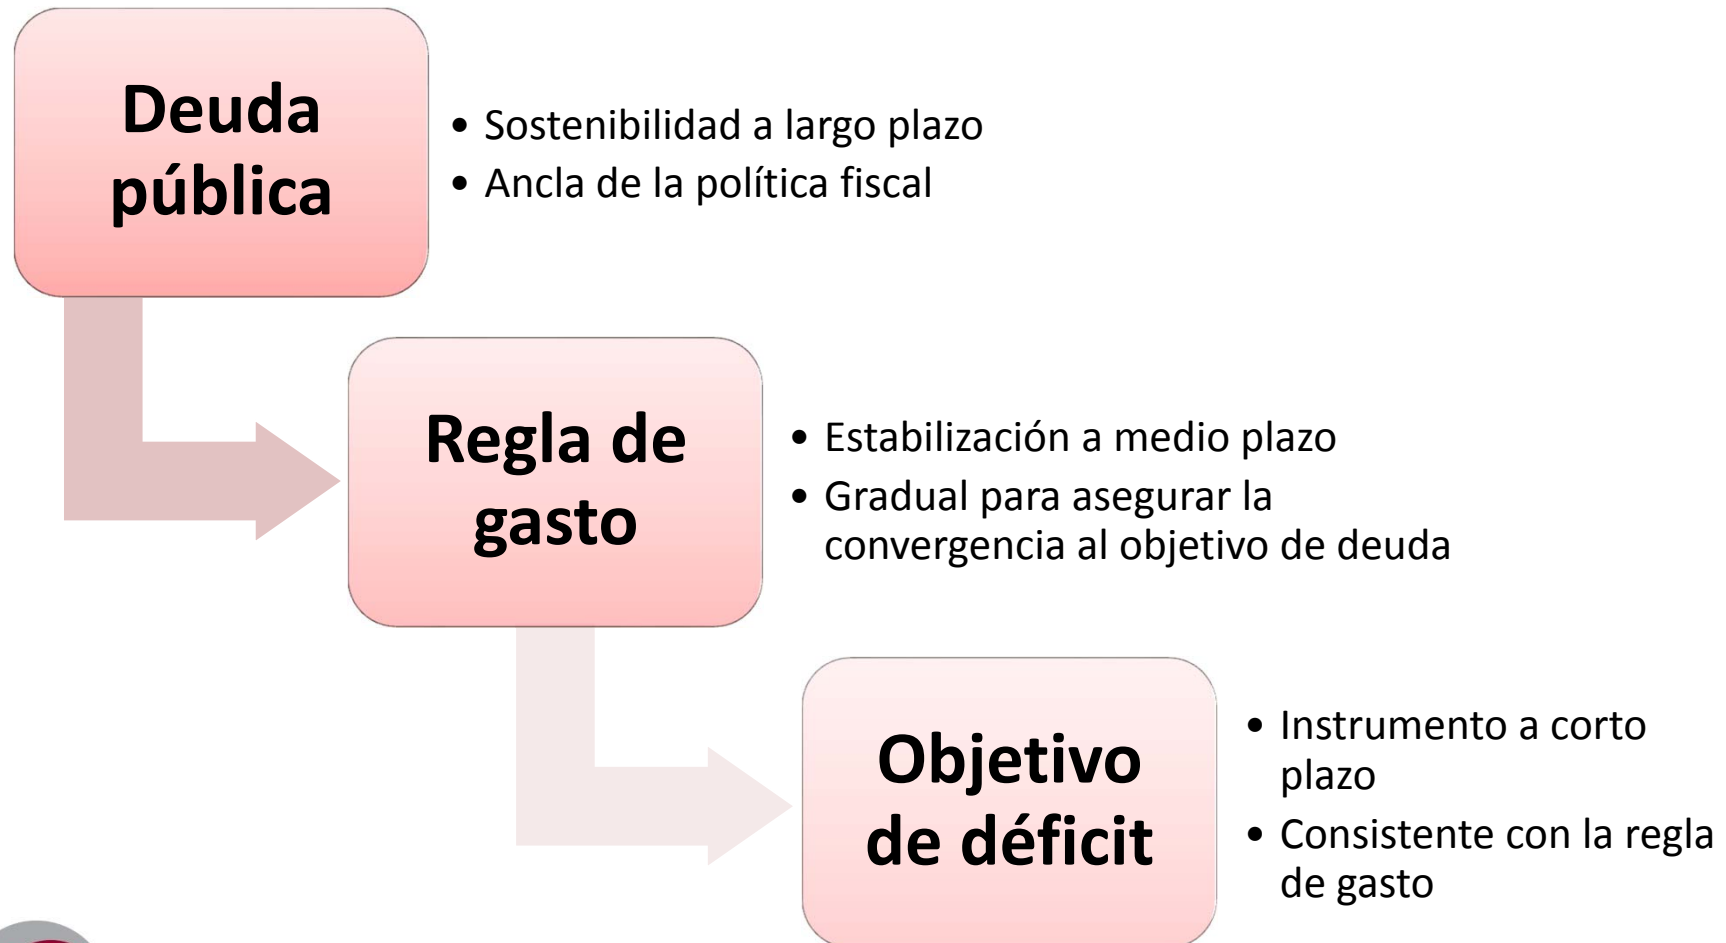 Deuda
pública
• Sostenibilidad a largo plazo
• Ancla de la política fiscal
Regla de
gasto
• Estabilización a medio plazo
• Gradual para asegurar la
convergencia al objetivo de deuda
Objetivo
de déficit
• Instrumento a corto
plazo
• Consistente con la regla
de gasto